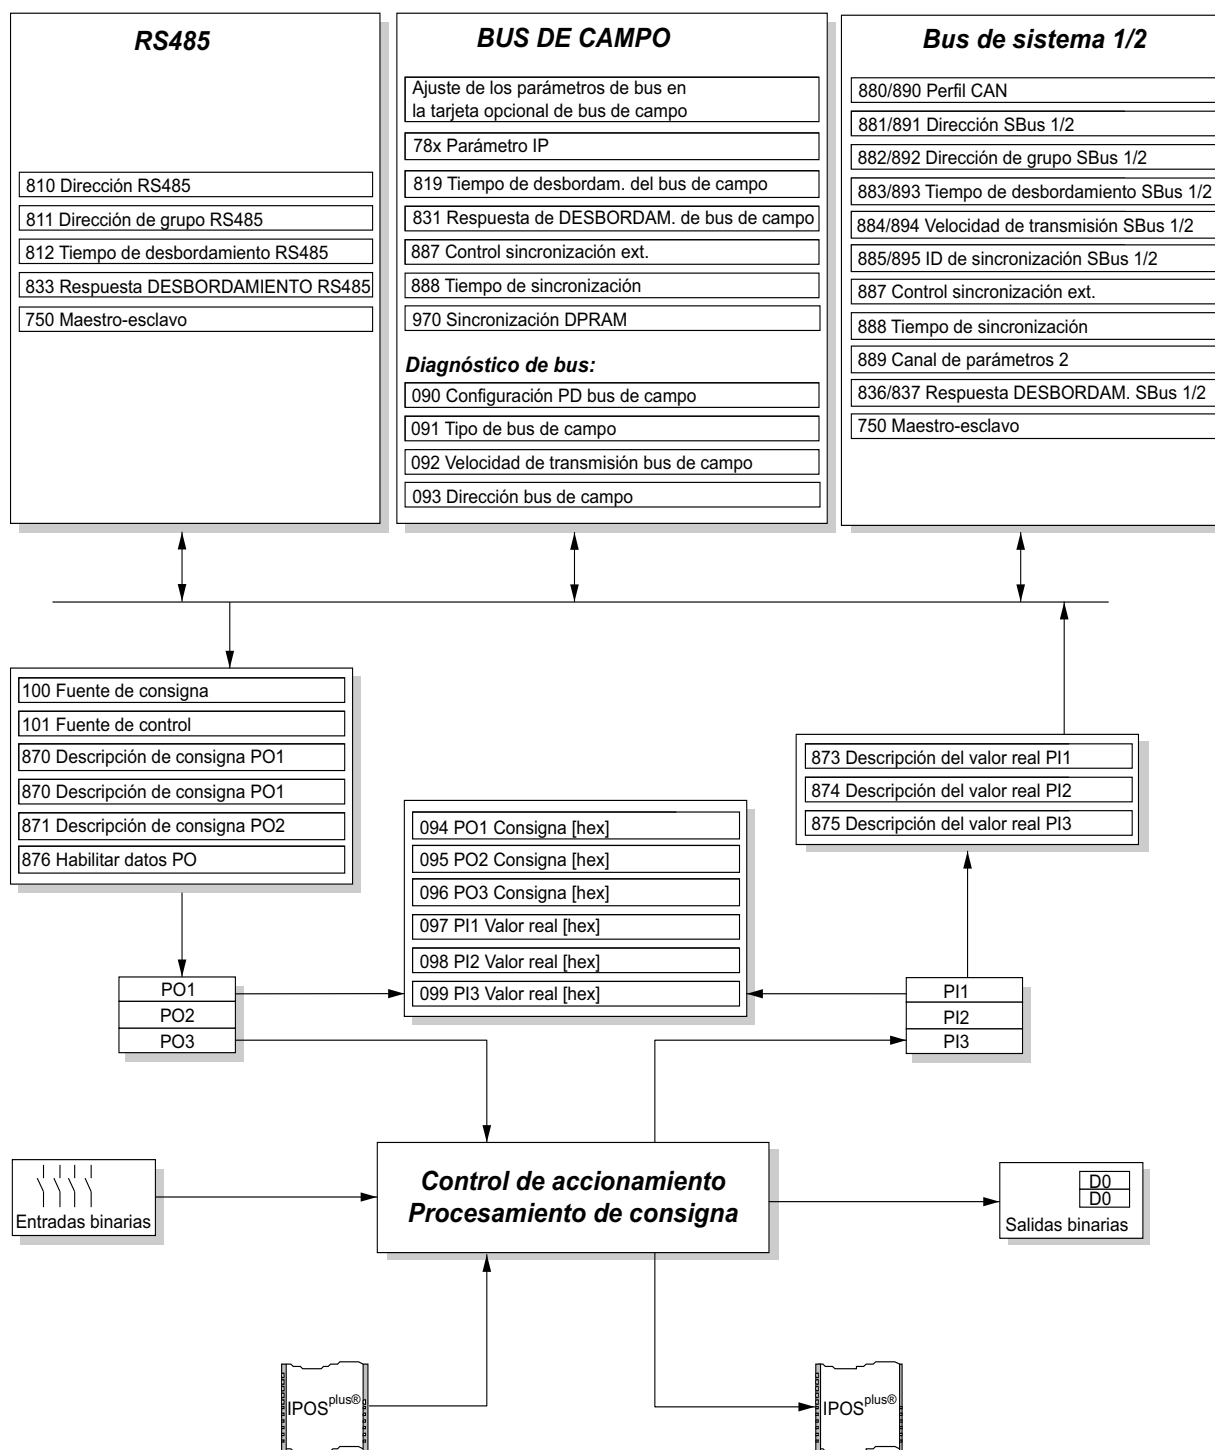 RS485
810 Dirección RS485
811 Dirección de grupo RS485
812 Tiempo de desbordamiento RS485
833 Respuesta DESBORDAMIENTO RS485
750 Maestro-esclavo
BUS DE CAMPO
Ajuste de los parámetros de bus en
la tarjeta opcional de bus de campo
78x Parámetro IP
819 Tiempo de desbordam. del bus de campo
831 Respuesta de DESBORDAM. de bus de campo
887 Control sincronización ext.
888 Tiempo de sincronización
970 Sincronización DPRAM
Diagnóstico de bus:
090 Configuración PD bus de campo
091 Tipo de bus de campo
092 Velocidad de transmisión bus de campo
093 Dirección bus de campo
Bus de sistema 1/2
880/890 Perfil CAN
881/891 Dirección SBus 1/2
882/892 Dirección de grupo SBus 1/2
883/893 Tiempo de desbordamiento SBus 1/2
884/894 Velocidad de transmisión SBus 1/2
885/895 ID de sincronización SBus 1/2
887 Control sincronización ext.
888 Tiempo de sincronización
889 Canal de parámetros 2
836/837 Respuesta DESBORDAM. SBus 1/2
750 Maestro-esclavo
100 Fuente de consigna
101 Fuente de control
870 Descripción de consigna PO1
870 Descripción de consigna PO1
871 Descripción de consigna PO2
876 Habilitar datos PO
094 PO1 Consigna [hex]
095 PO2 Consigna [hex]
096 PO3 Consigna [hex]
097 PI1 Valor real [hex]
098 PI2 Valor real [hex]
099 PI3 Valor real [hex]
873 Descripción del valor real PI1
874 Descripción del valor real PI2
875 Descripción del valor real PI3
PO1
PO2
PO3
PI1
PI2
PI3
Entradas binarias
Control de accionamiento
Procesamiento de consigna
D0
D0
Salidas binarias
IPOSplus®
IPOSplus®